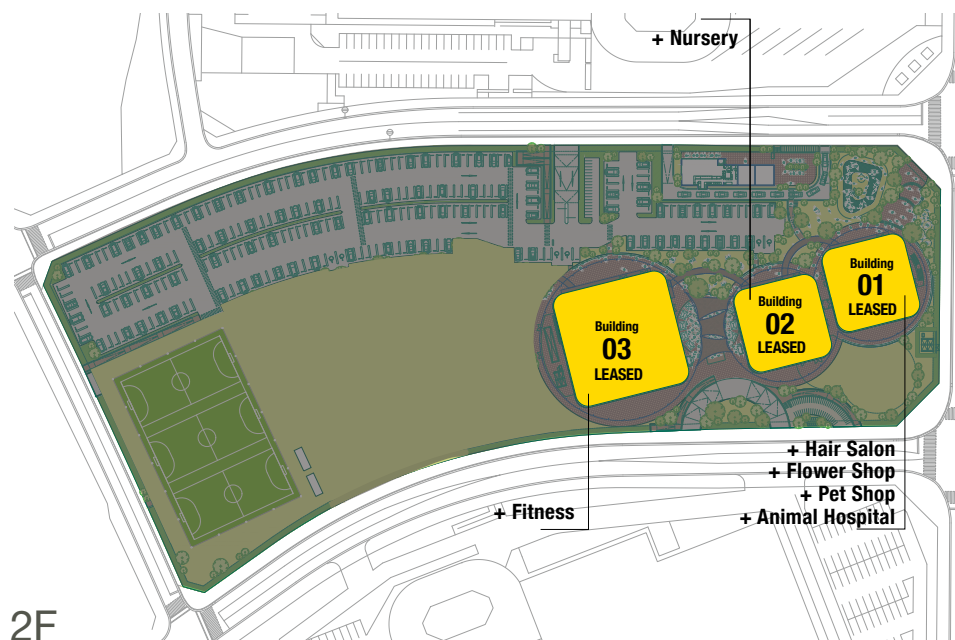 + Nursery
Building
01
LEASED
Building
02
LEASED
Building
03
LEASED
+ Hair Salon
+ Flower Shop
+ Pet Shop
+ Animal Hospital
+ Fitness
2F